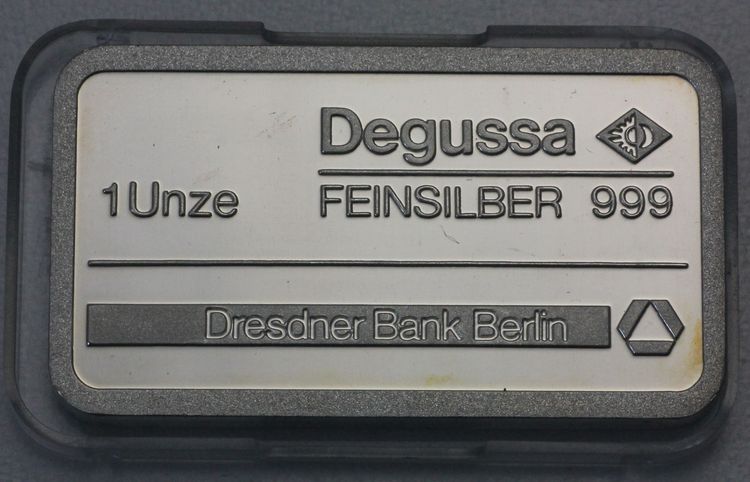 Degussa
1 Unze FEINSILBER 999
Dresdner Bank Berlin